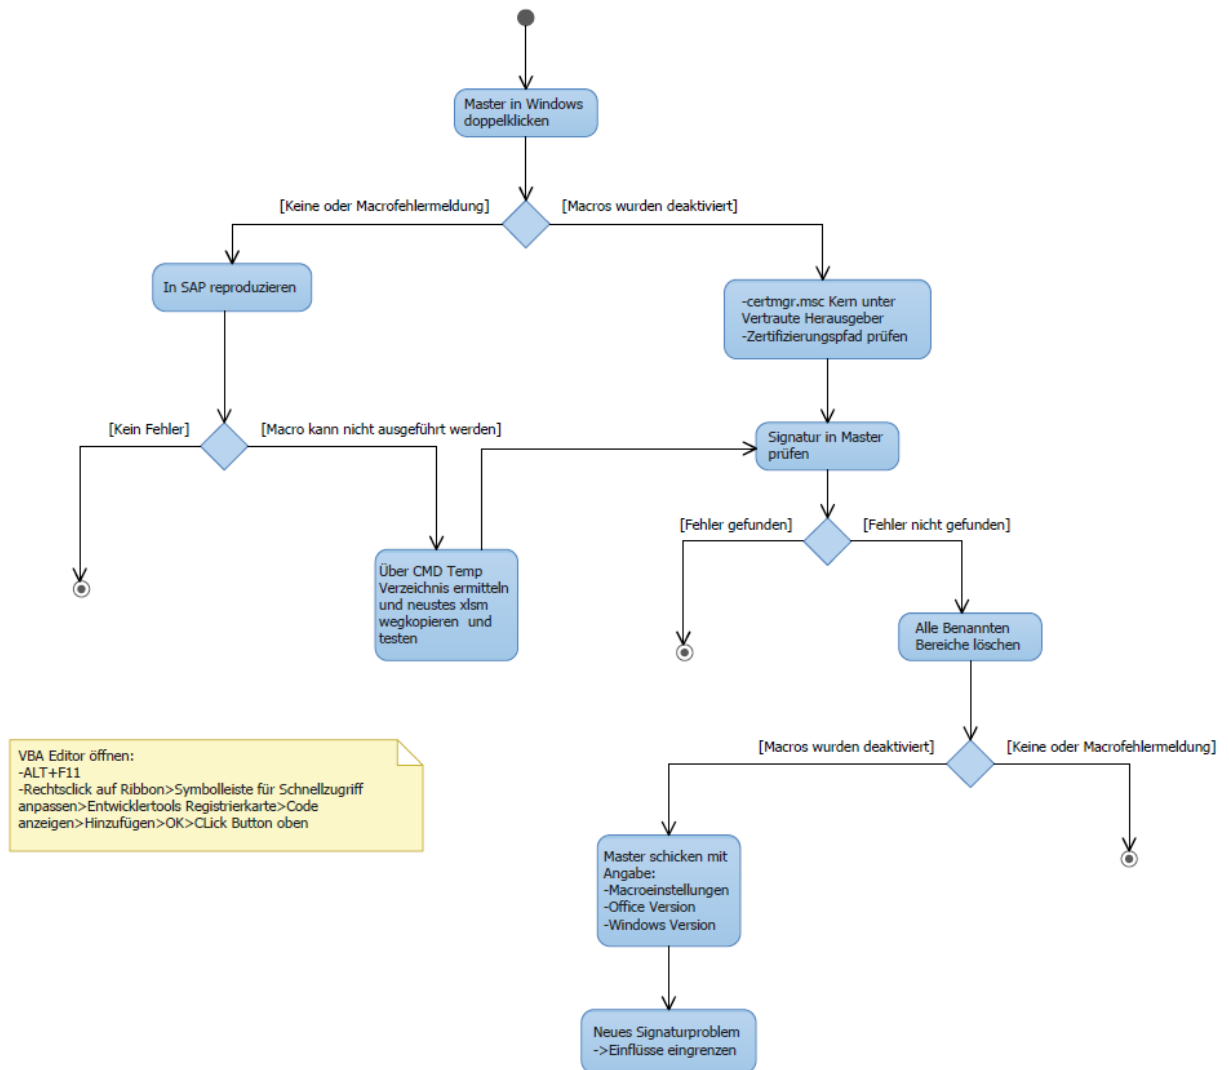 Master in Windows
doppelklicken
[Keine oder Macrofehlermeldung]
[Macros wurden deaktiviert]
In SAP reproduzieren
-certmgr.msc Kern unter
Vertraute Herausgeber
-Zertifizierungspfad prüfen
[Kein Fehler]
[Macro kann nicht ausgeführt werden]
Signatur in Master
prüfen
[Fehler gefunden]
[Fehler nicht gefunden]
Über CMD Temp
Verzeichnis ermitteln
und neustes xlsm
wegkopieren und
testen
Alle Benannten
Bereiche löschen
[Macros wurden deaktiviert]
[Keine oder Macrofehlermeldung]
VBA Editor öffnen:
-ALT+F11
-Rechtsclick auf Ribbon>Symbolleiste für Schnellzugriff
anpassen>Entwicklertools Registrierkarte>Code
anzeigen>Hinzufügen>OK>CLick Button oben
Master schicken mit
Angabe:
-Macroeinstellungen
-Office Version
-Windows Version
Neues Signaturproblem
->Einflüsse eingrenzen